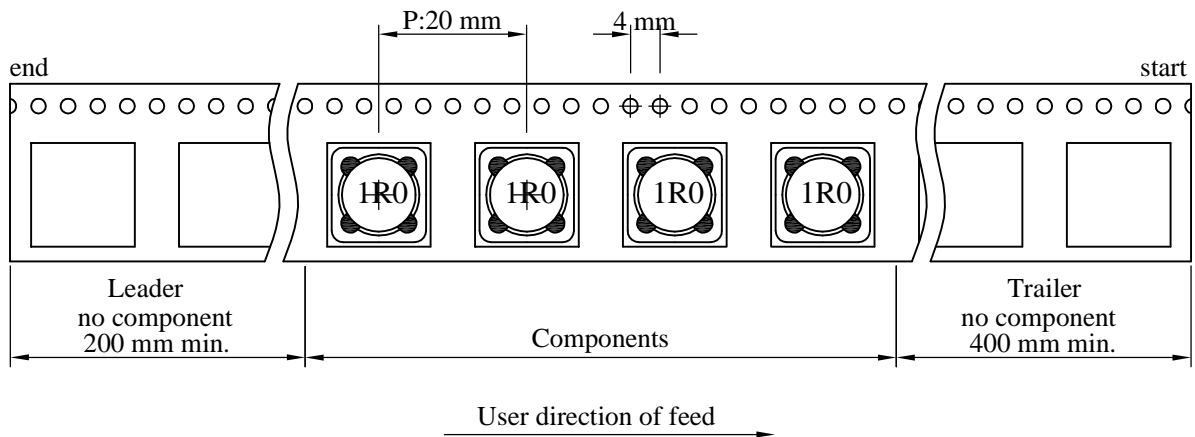 P:20 mm
4 mm
end
start
1R0
1R0
1R0
1R0
Leader
no component
200 mm min.
Components
Trailer
no component
400 mm min.
User direction of feed